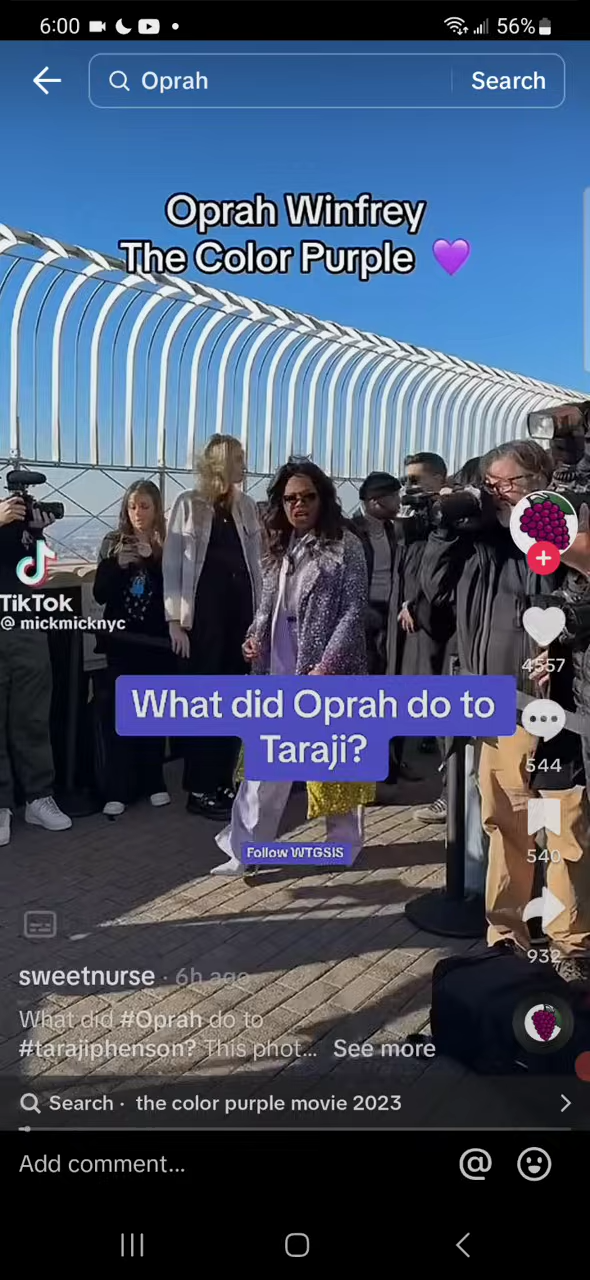 6:00
56%
Oprah
Search
Oprah Winfrey
The Color Purple 💜
TikTok
@ mickmicknyc
4557
What did Oprah do to
Taraji?
544
Follow WTGSIS
540
932
sweetnurse · 6h ago
What did #Oprah do to
#tarajiphenson? This phot... See more
Search · the color purple movie 2023
Add comment...